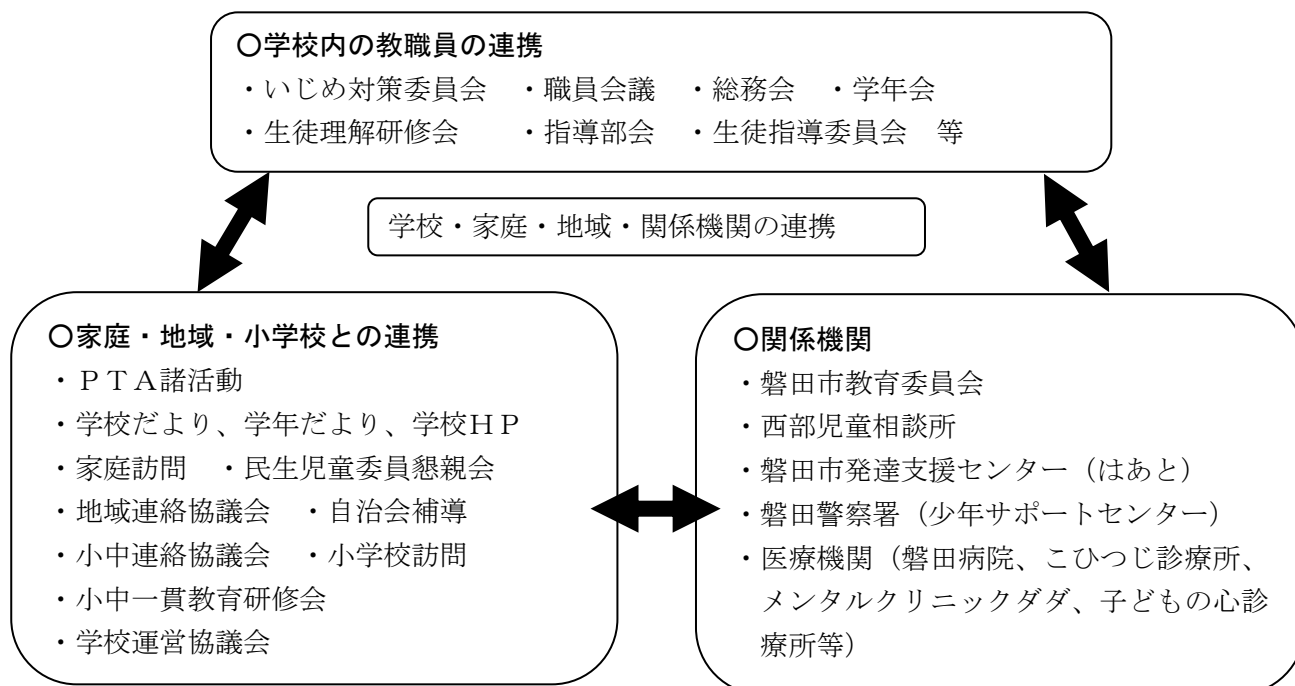 ○学校内の教職員の連携
・いじめ対策委員会　・職員会議　・総務会　・学年会
・生徒理解研修会　　・指導部会　・生徒指導委員会　等
学校・家庭・地域・関係機関の連携
○家庭・地域・小学校との連携
・ＰＴＡ諸活動
・学校だより、学年だより、学校ＨＰ
・家庭訪問　・民生児童委員懇親会
・地域連絡協議会　・自治会補導
・小中連絡協議会　・小学校訪問
・小中一貫教育研修会
・学校運営協議会
○関係機関
・磐田市教育委員会
・西部児童相談所
・磐田市発達支援センター（はあと）
・磐田警察署（少年サポートセンター）
・医療機関（磐田病院、こひつじ診療所、
メンタルクリニックダダ、子どもの心診
療所等）